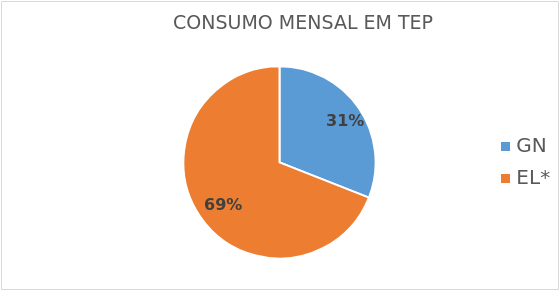 CONSUMO MENSAL EM TEP
31%
GN
EL*
69%